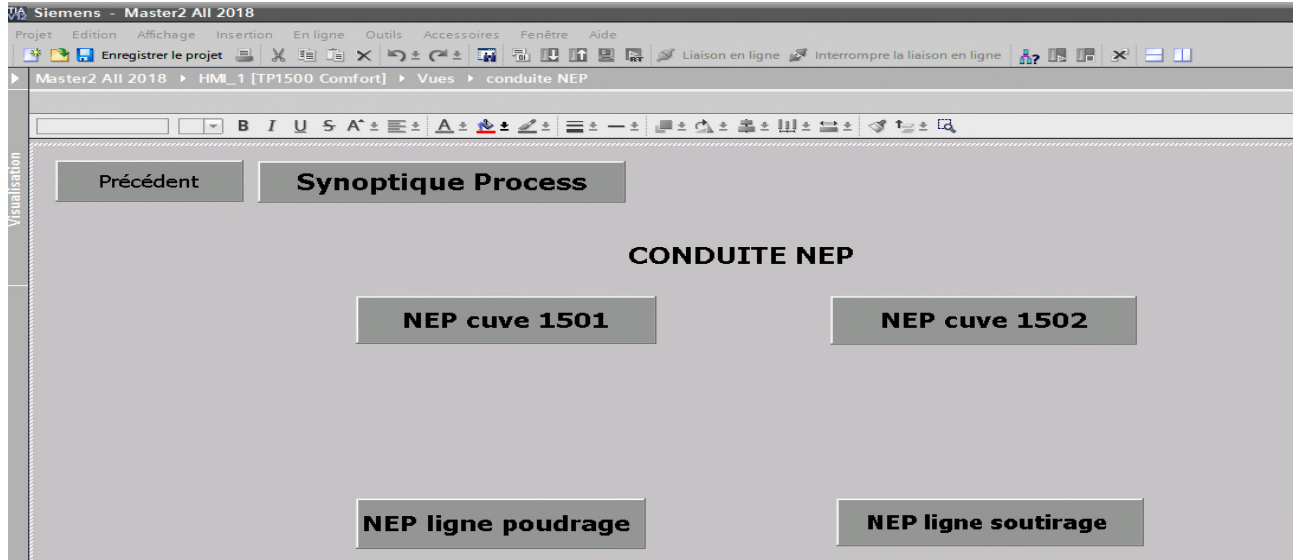 Siemens - Master2 All 2018
Projet Edition Affichage Insertion En ligne Outils Accessoires Fenêtre Aide
Enregistrer le projet Liaison en ligne Interrompre la liaison en ligne
Master2 All 2018 HMI_1 [TP1500 Comfort] Vues conduite NEP
B I U S A A
Visualisation
Précédent Synoptique Process
CONDUITE NEP
NEP cuve 1501 NEP cuve 1502
NEP ligne poudrage NEP ligne soutirage